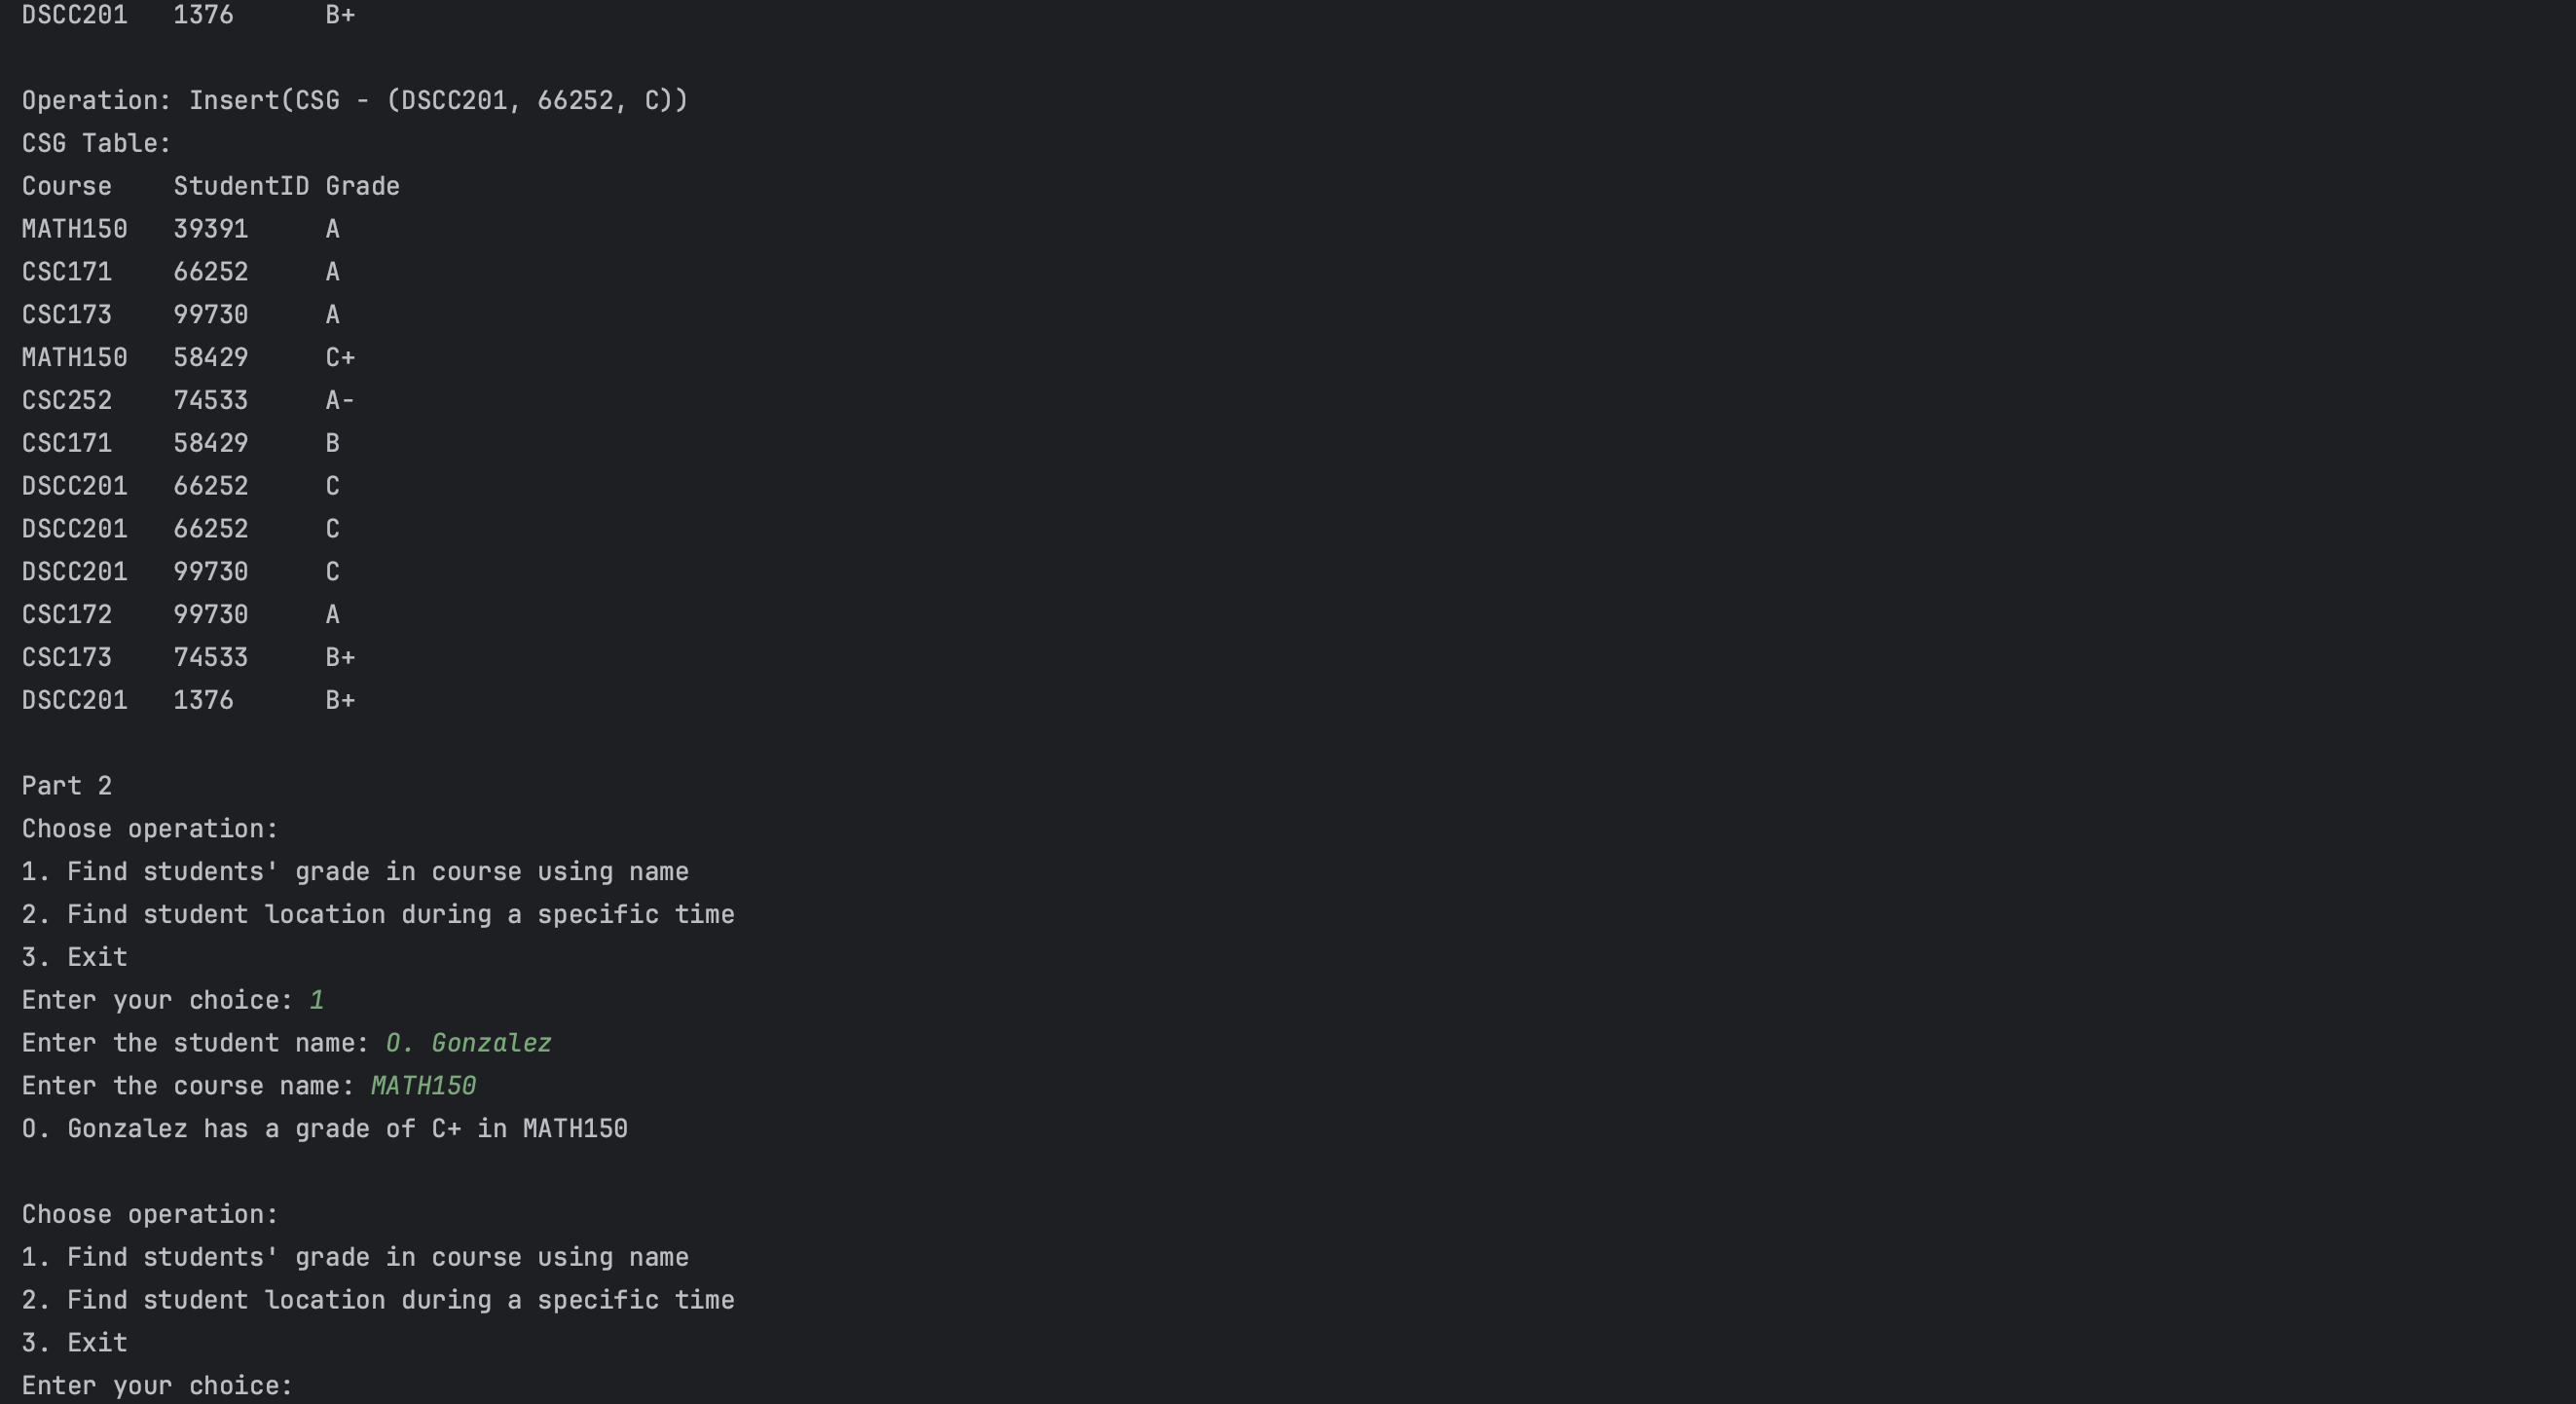 DSCC201   1376      B+
Operation: Insert(CSG - (DSCC201, 66252, C))
CSG Table:
Course    StudentID Grade
MATH150   39391     A
CSC171    66252     A
CSC173    99730     A
MATH150   58429     C+
CSC252    74533     A-
CSC171    58429     B
DSCC201   66252     C
DSCC201   66252     C
DSCC201   99730     C
CSC172    99730     A
CSC173    74533     B+
DSCC201   1376      B+
Part 2
Choose operation:
1. Find students' grade in course using name
2. Find student location during a specific time
3. Exit
Enter your choice: 1
Enter the student name: O. Gonzalez
Enter the course name: MATH150
O. Gonzalez has a grade of C+ in MATH150
Choose operation:
1. Find students' grade in course using name
2. Find student location during a specific time
3. Exit
Enter your choice: